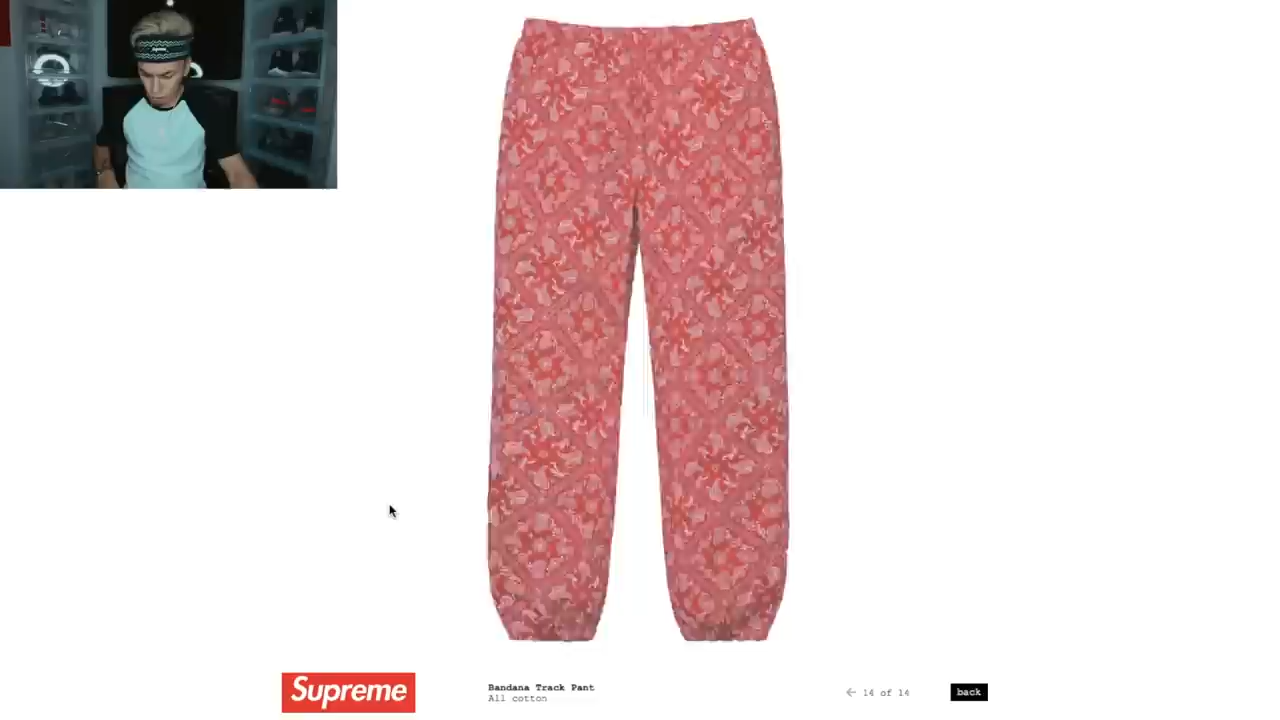 Supreme
Bandana Track Pant
All cotton
14 of 14
back